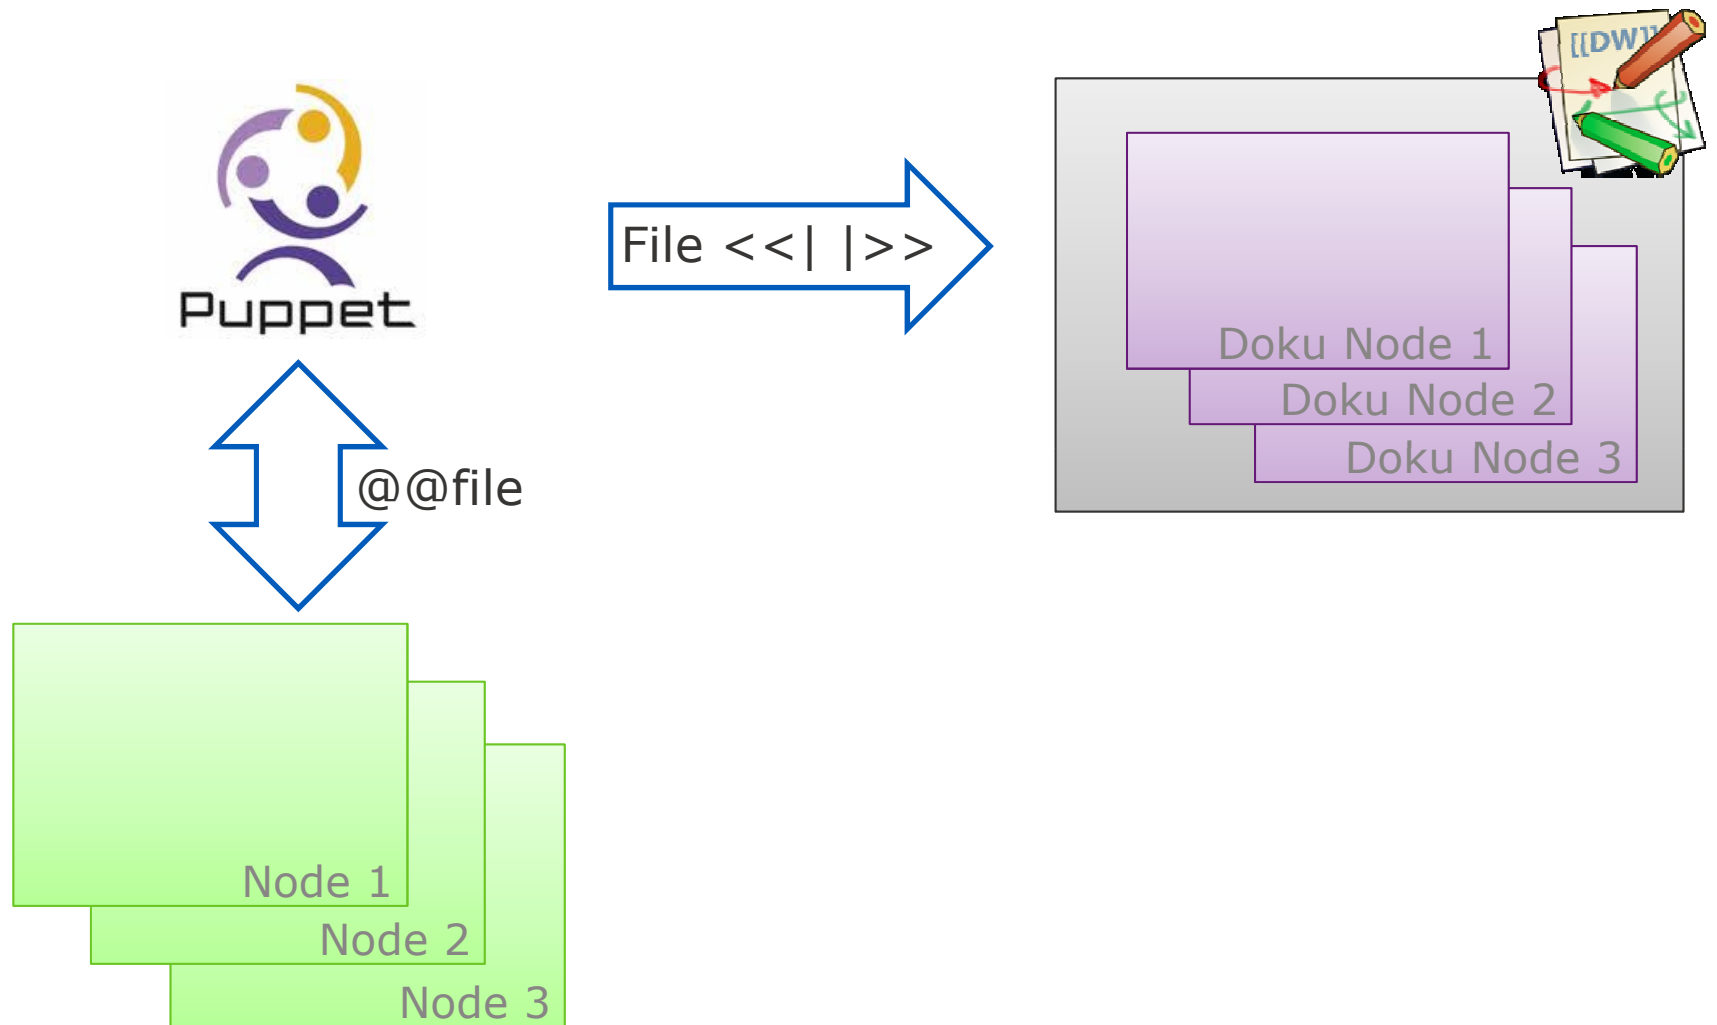 [[DW]]
Puppet
File <<| |>>
Doku Node 1
Doku Node 2
Doku Node 3
@@file
Node 1
Node 2
Node 3